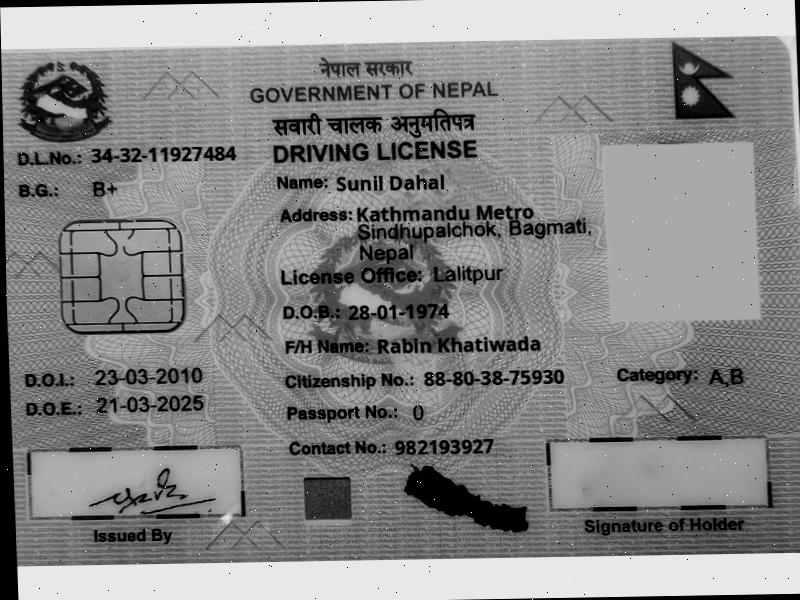 नेपाल सरकार
GOVERNMENT OF NEPAL
सवारी चालक अनुमतिपत्र
DRIVING LICENSE
D.L.No.: 34-32-11927484
B.G.: B+
Name: Sunil Dahal
Address: Kathmandu Metro
Sindhupalchok, Bagmati,
Nepal
License Office: Lalitpur
D.O.B.: 28-01-1974
F/H Name: Rabin Khatiwada
D.O.I.: 23-03-2010
Citizenship No.: 88-80-38-75930
Category: A,B
D.O.E.: 21-03-2025
Passport No.: 0
Contact No.: 982193927
Issued By
Signature of Holder